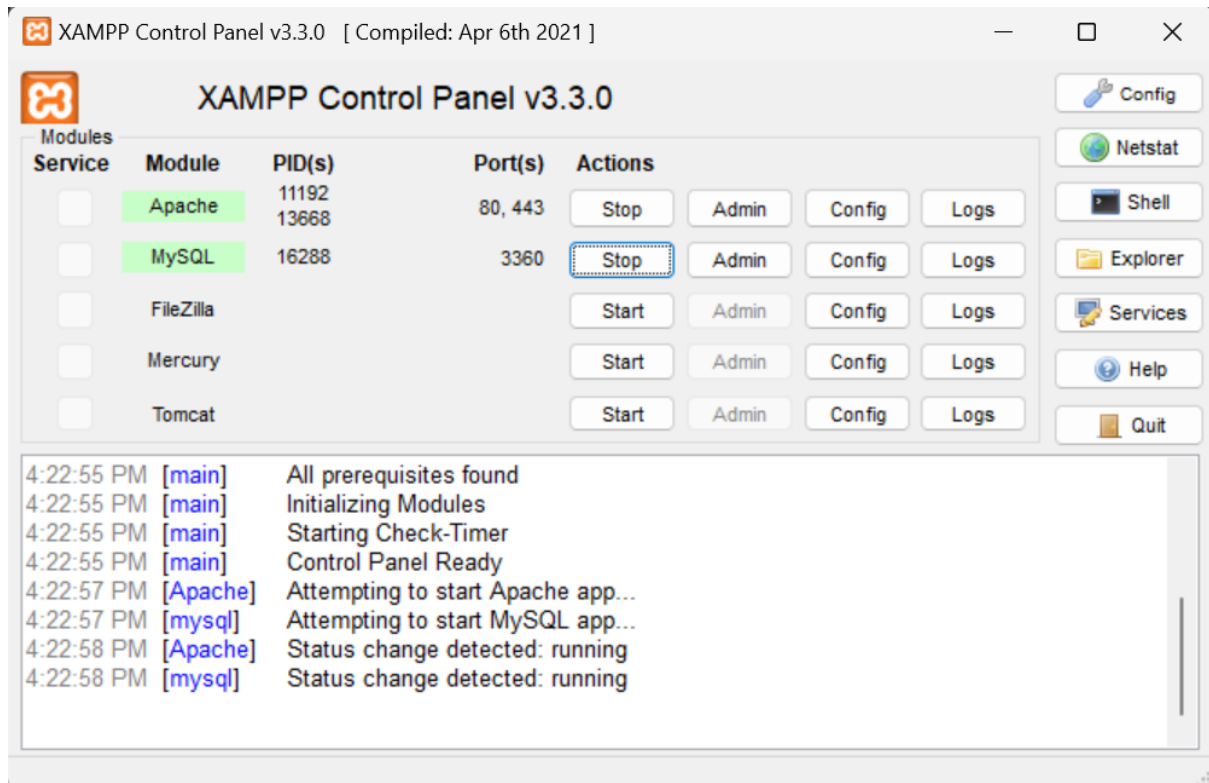 XAMPP Control Panel v3.3.0 [ Compiled: Apr 6th 2021 ]
XAMPP Control Panel v3.3.0
Config
Modules
Netstat
Service Module PID(s) Port(s) Actions
Apache 11192 13668 80, 443 Stop Admin Config Logs
Shell
MySQL 16288 3360 Stop Admin Config Logs
Explorer
FileZilla Start Admin Config Logs
Services
Mercury Start Admin Config Logs
Help
Tomcat Start Admin Config Logs
Quit
4:22:55 PM [main] All prerequisites found
4:22:55 PM [main] Initializing Modules
4:22:55 PM [main] Starting Check-Timer
4:22:55 PM [main] Control Panel Ready
4:22:57 PM [Apache] Attempting to start Apache app...
4:22:57 PM [mysql] Attempting to start MySQL app...
4:22:58 PM [Apache] Status change detected: running
4:22:58 PM [mysql] Status change detected: running